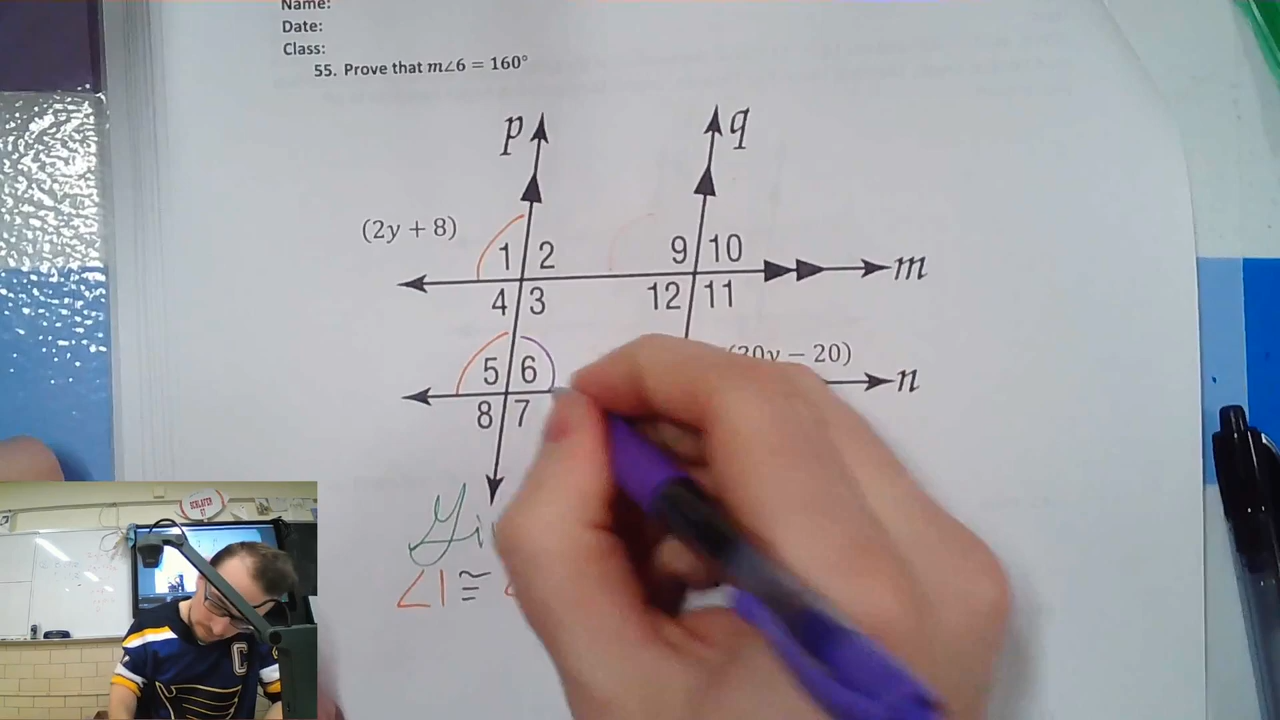 Name:
Date:
Class:
55. Prove that m∠6 = 160°
p
q
(2y + 8)
1 2
9 10
m
4 3
12 11
5 6
− 20)
n
8 7
∠1 ≅